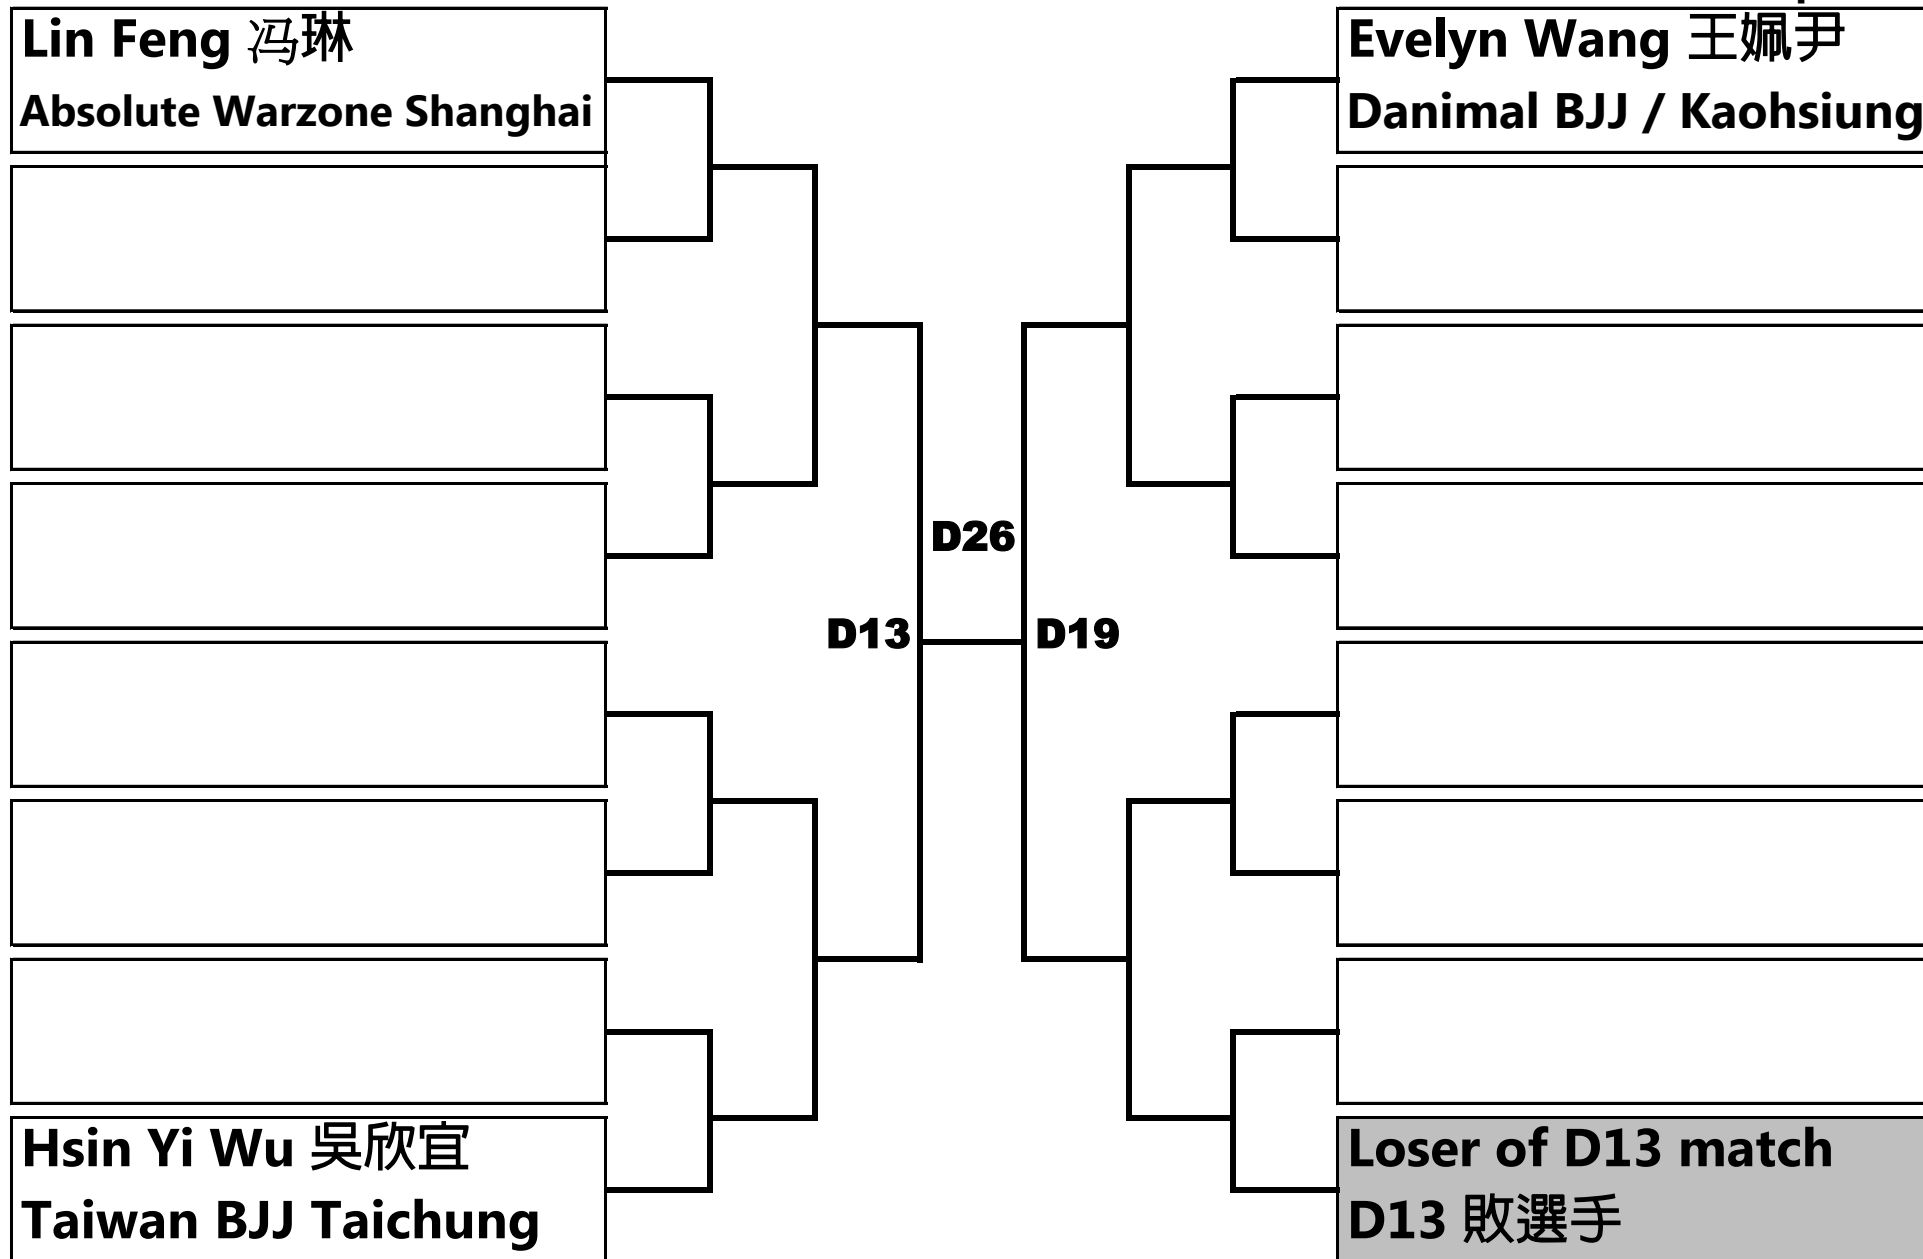 Lin Feng 冯琳
Absolute Warzone Shanghai
Evelyn Wang 王姵尹
Danimal BJJ / Kaohsiung
D26
D13
D19
Hsin Yi Wu 吳欣宜
Taiwan BJJ Taichung
Loser of D13 match
D13 敗選手